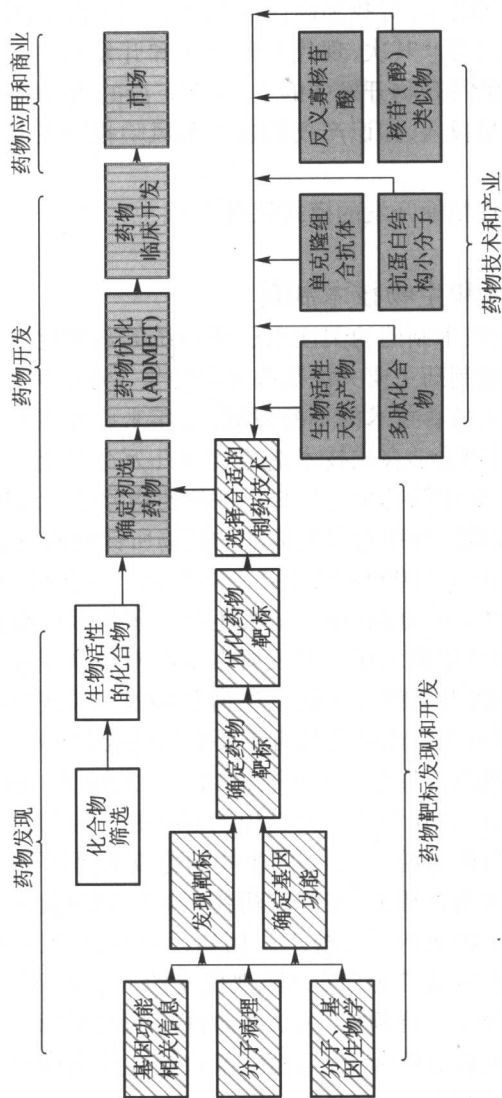 药物发现
药物开发
药物应用和商业
化合物
筛选
生物活性
的化合物
确定初选
药物
药物优化
(ADMET)
药物
临床开发
市场
基因功能
相关信息
分子病理
分子、基
因生物学
发现靶标
确定基因
功能
确定药物
靶标
优化药物
靶标
选择合适的
制药技术
生物活性
天然产物
单克隆组
合抗体
反义寡核苷
酸
多肽化合
物
抗蛋白结
构小分子
核苷(酸)
类似物
药物靶标发现和开发
药物技术和产业